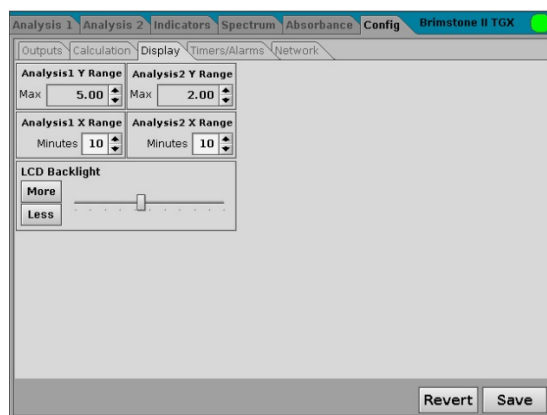 Analysis 1 Analysis 2 Indicators Spectrum Absorbance Config Brimstone II TGX
Outputs Calculation Display Timers/Alarms Network
Analysis1 Y Range Analysis2 Y Range
Max 5.00 Max 2.00
Analysis1 X Range Analysis2 X Range
Minutes 10 Minutes 10
LCD Backlight
More
Less
Revert Save